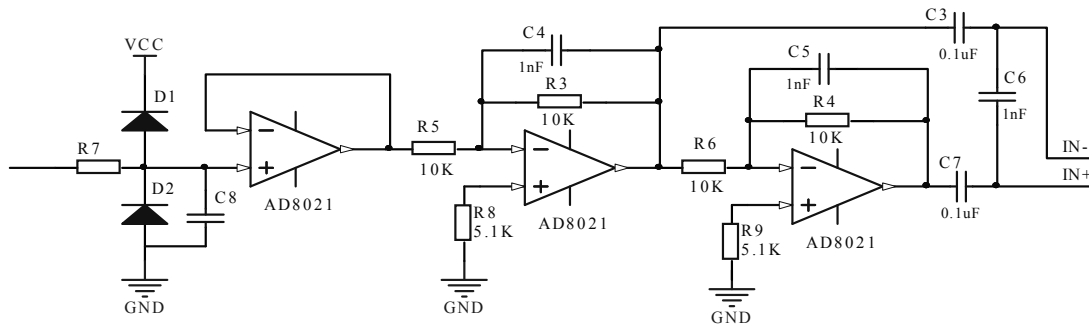 VCC
D1
R7
D2
C8
GND
−
+
AD8021
R5
10K
C4
1nF
R3
10K
−
+
AD8021
R8
5.1K
GND
R6
10K
C5
1nF
R4
10K
−
+
AD8021
R9
5.1K
GND
C3
0.1uF
C6
1nF
C7
0.1uF
IN-
IN+